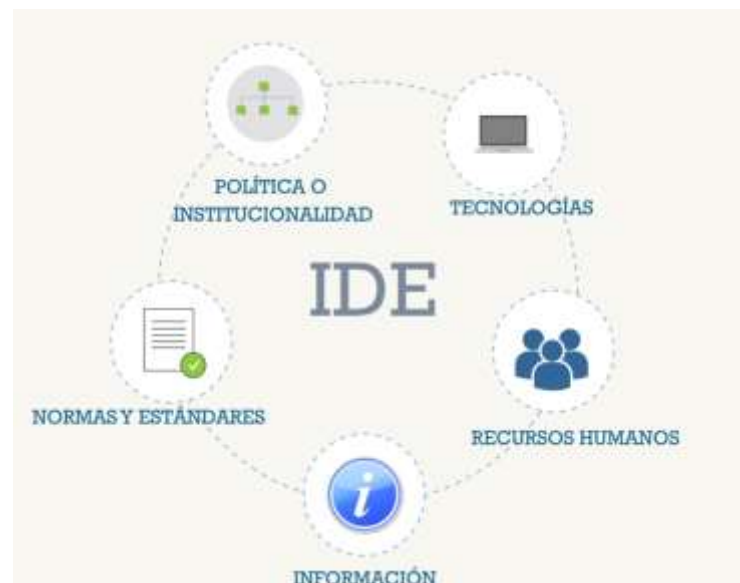 POLÍTICA O
INSTITUCIONALIDAD
TECNOLOGÍAS
IDE
NORMAS Y ESTÁNDARES
RECURSOS HUMANOS
i
INFORMACIÓN